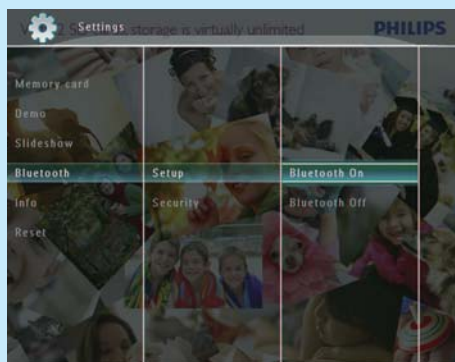 Settings
storage is virtually unlimited
PHILIPS
Memory card
Demo
Slideshow
Bluetooth Setup Bluetooth On
Info Security Bluetooth Off
Reset